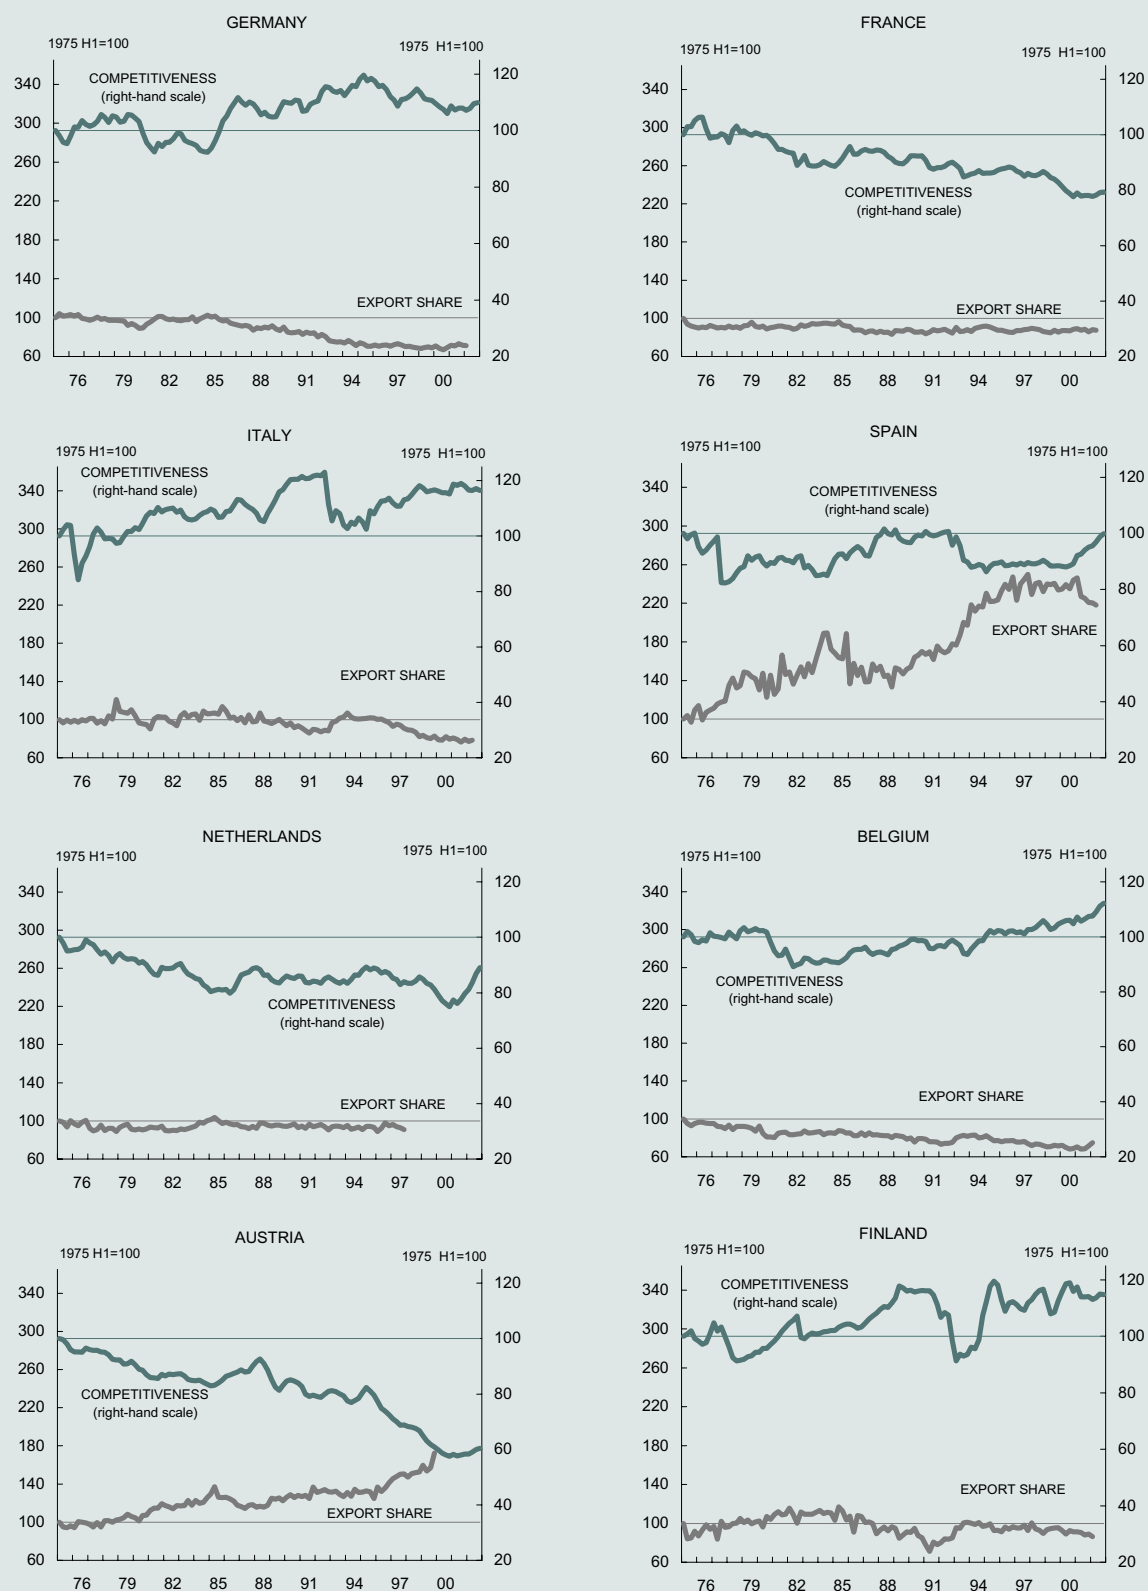 GERMANY
1975 H1=100
1975 H1=100
COMPETITIVENESS
(right-hand scale)
340
300
260
220
180
140
100
60
120
100
80
60
40
20
EXPORT SHARE
76 79 82 85 88 91 94 97 00
FRANCE
1975 H1=100
1975 H1=100
340
300
260
220
180
140
100
60
120
100
80
60
40
20
COMPETITIVENESS
(right-hand scale)
EXPORT SHARE
76 79 82 85 88 91 94 97 00
ITALY
1975 H1=100
1975 H1=100
COMPETITIVENESS
(right-hand scale)
340
300
260
220
180
140
100
60
120
100
80
60
40
20
EXPORT SHARE
76 79 82 85 88 91 94 97 00
SPAIN
1975 H1=100
1975 H1=100
COMPETITIVENESS
(right-hand scale)
340
300
260
220
180
140
100
60
120
100
80
60
40
20
EXPORT SHARE
76 79 82 85 88 91 94 97 00
NETHERLANDS
1975 H1=100
1975 H1=100
340
300
260
220
180
140
100
60
120
100
80
60
40
20
COMPETITIVENESS
(right-hand scale)
EXPORT SHARE
76 79 82 85 88 91 94 97 00
BELGIUM
1975 H1=100
1975 H1=100
340
300
260
220
180
140
100
60
120
100
80
60
40
20
COMPETITIVENESS
(right-hand scale)
EXPORT SHARE
76 79 82 85 88 91 94 97 00
AUSTRIA
1975 H1=100
1975 H1=100
340
300
260
220
180
140
100
60
120
100
80
60
40
20
COMPETITIVENESS
(right-hand scale)
EXPORT SHARE
76 79 82 85 88 91 94 97 00
FINLAND
1975 H1=100
1975 H1=100
COMPETITIVENESS
(right-hand scale)
340
300
260
220
180
140
100
60
120
100
80
60
40
20
EXPORT SHARE
76 79 82 85 88 91 94 97 00